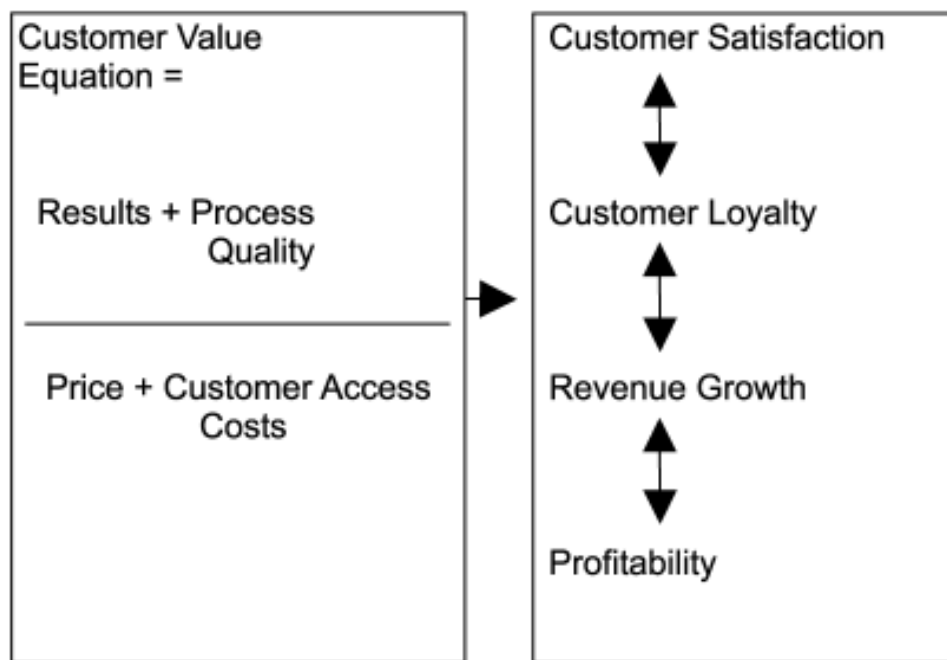 Customer Value
Equation =
Results + Process
Quality
Price + Customer Access
Costs
Customer Satisfaction
Customer Loyalty
Revenue Growth
Profitability